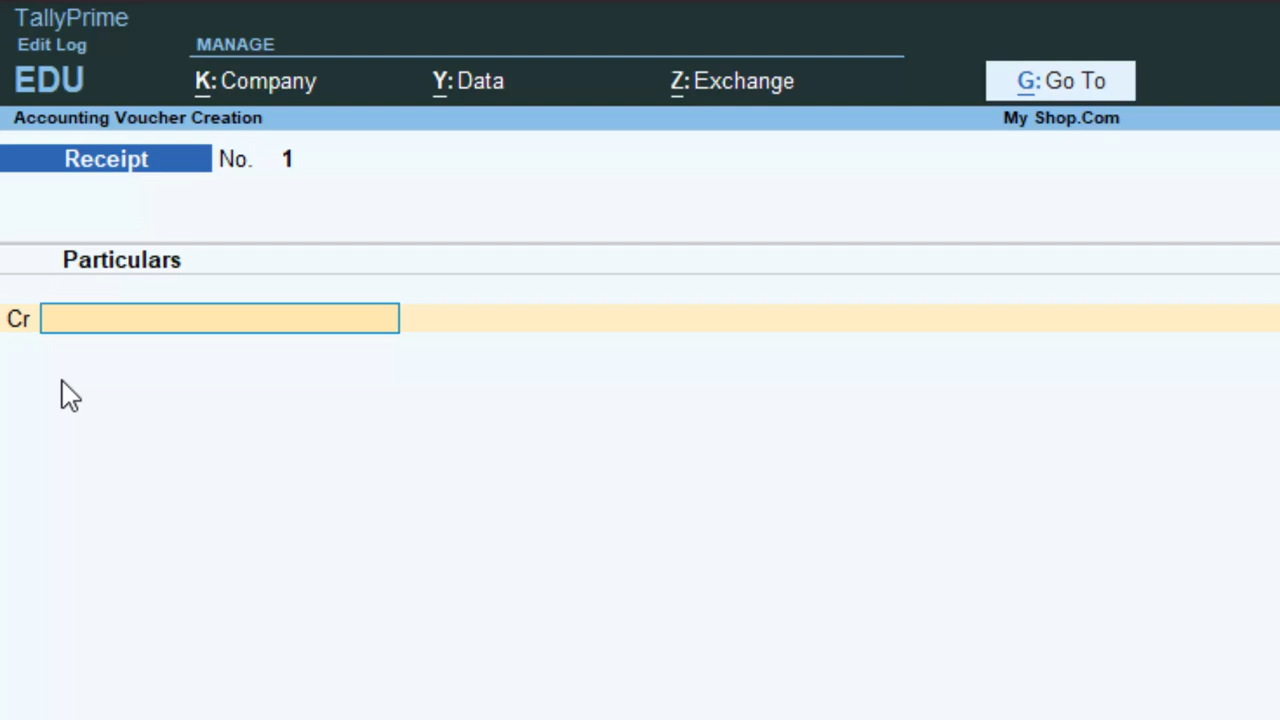 TallyPrime
Edit Log
MANAGE
EDU
K: Company
Y: Data
Z: Exchange
G: Go To
Accounting Voucher Creation
My Shop.Com
Receipt No. 1
Particulars
Cr